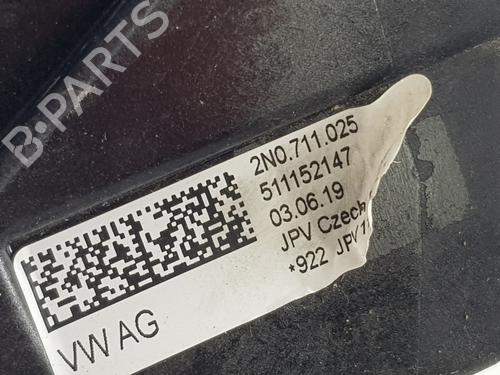 B-PARTS
2N0.711.025
511152147
03.06.19
JPV Czech
*922 JPV
VW AG